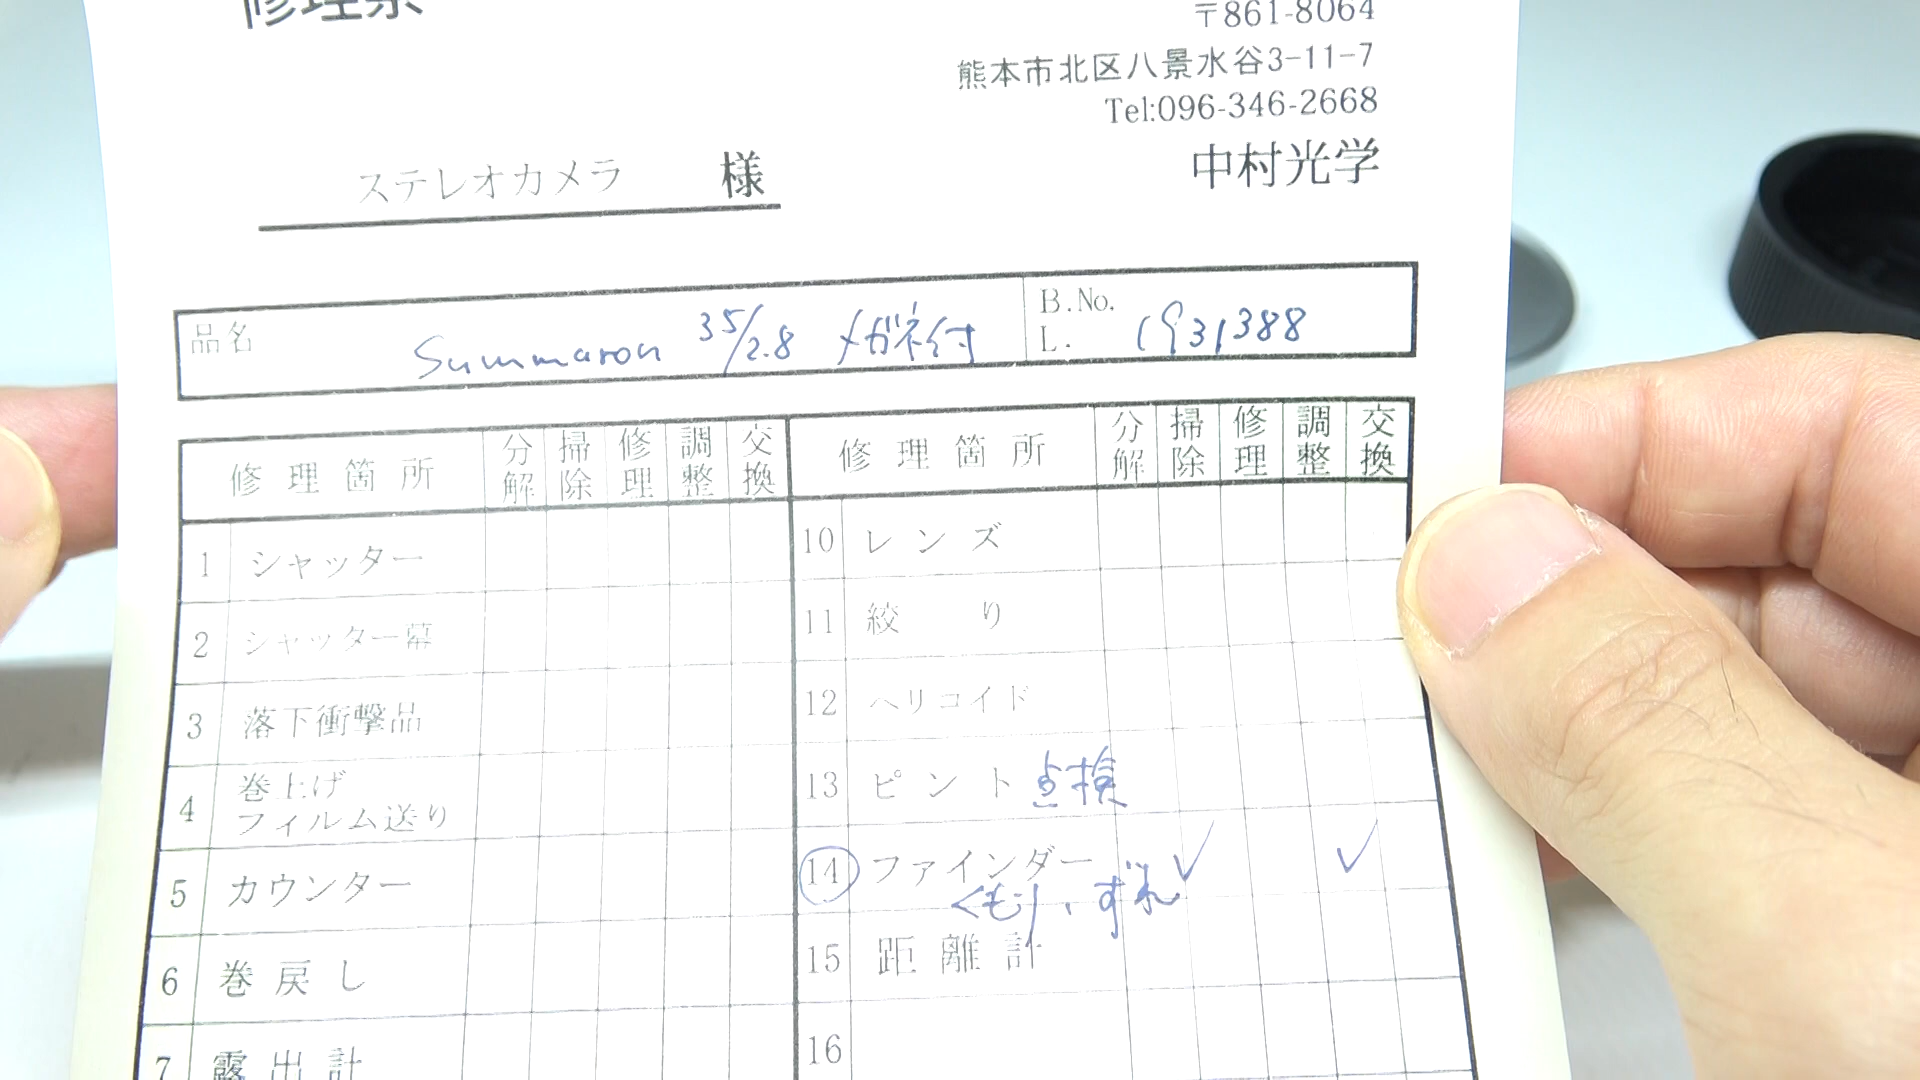 修理票
〒861-8064
熊本市北区八景水谷3-11-7
Tel:096-346-2668
中村光学
ステレオカメラ 様
品名 Summaron 35/2.8 メガネ付
B.No.
L. 1931388
修理箇所 分解 掃除 修理 調整 交換
1 シャッター
2 シャッター幕
3 落下衝撃品
4 巻上げ フィルム送り
5 カウンター
6 巻戻し
7 露出計
修理箇所 分解 掃除 修理 調整 交換
10 レンズ
11 絞り
12 ヘリコイド
13 ピント 点検
14 ファインダー ✓ ✓
くもり、ずれ
15 距離計
16